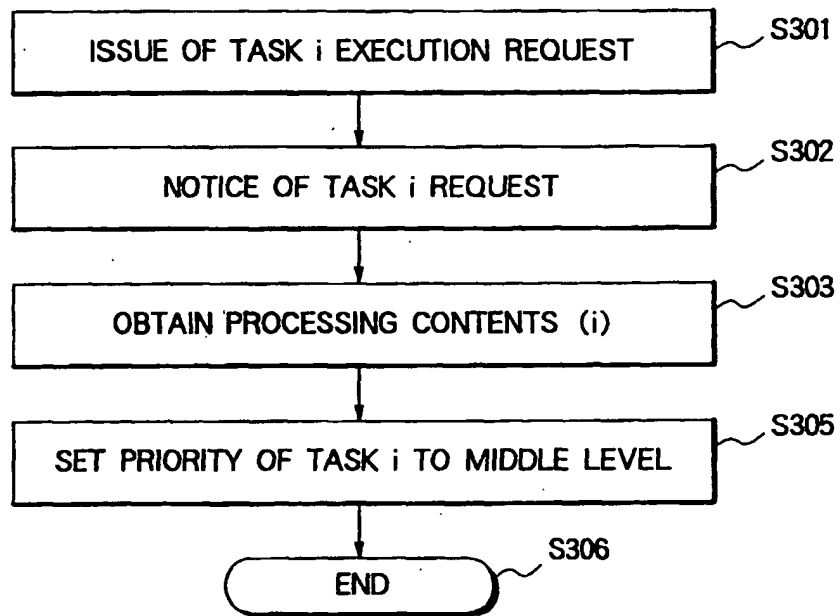 ISSUE OF TASK i EXECUTION REQUEST
S301
NOTICE OF TASK i REQUEST
S302
OBTAIN PROCESSING CONTENTS (i)
S303
SET PRIORITY OF TASK i TO MIDDLE LEVEL
S305
END
S306